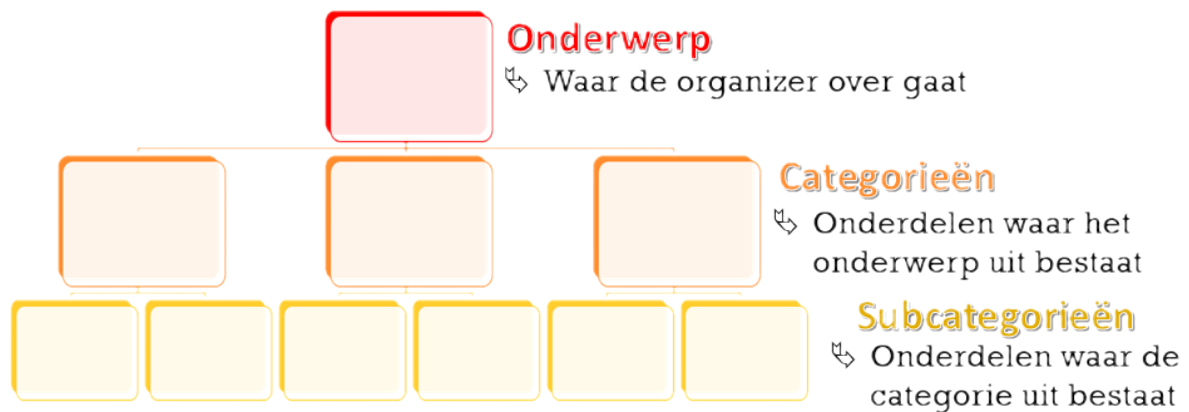 Onderwerp
Waar de organizer over gaat
Categorieën
Onderdelen waar het
onderwerp uit bestaat
Subcategorieën
Onderdelen waar de
categorie uit bestaat